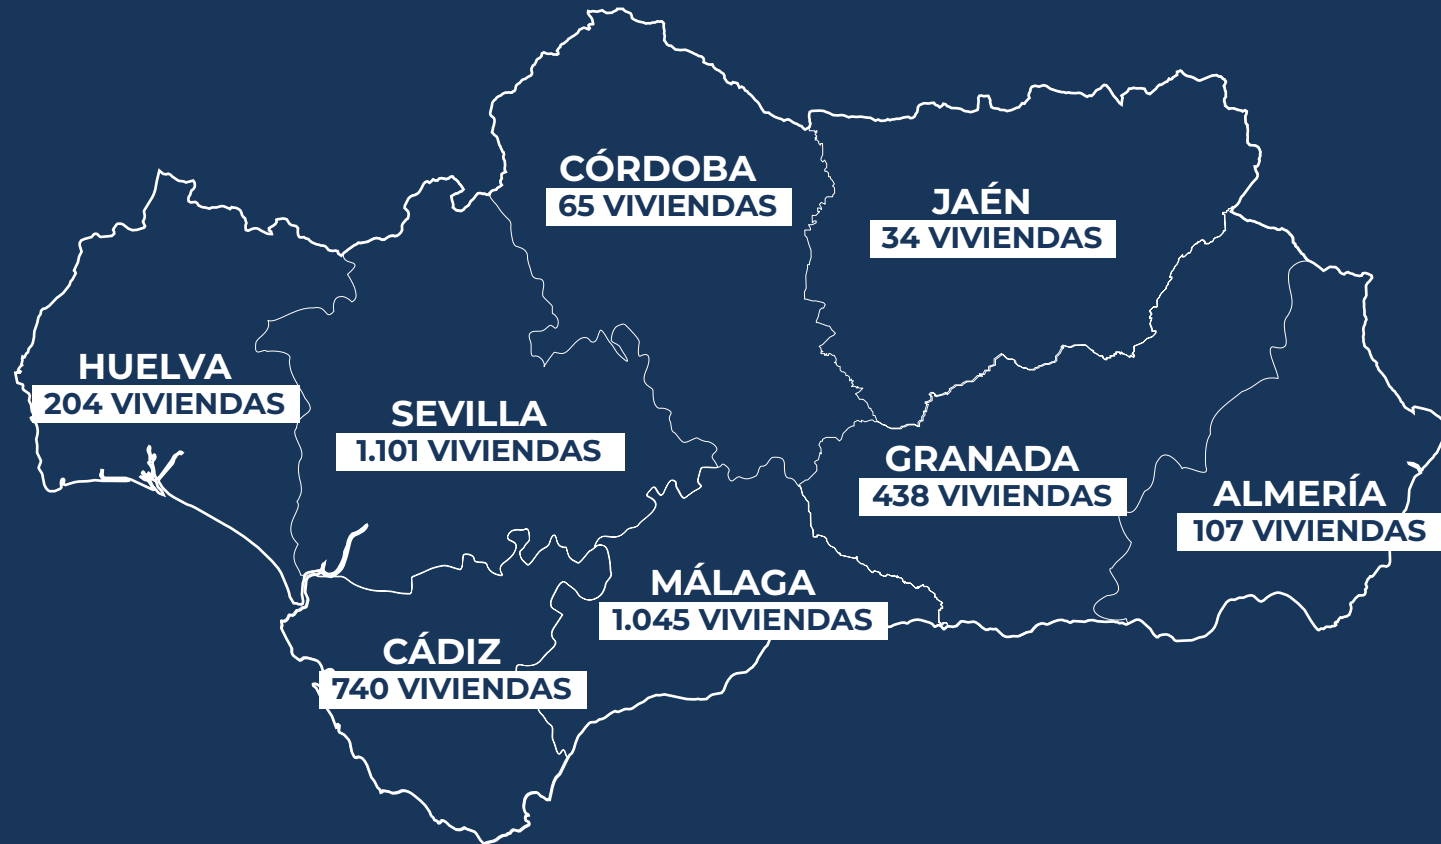 CÓRDOBA
65 VIVIENDAS
JAÉN
34 VIVIENDAS
HUELVA
204 VIVIENDAS
SEVILLA
1.101 VIVIENDAS
GRANADA
438 VIVIENDAS
ALMERÍA
107 VIVIENDAS
MÁLAGA
1.045 VIVIENDAS
CÁDIZ
740 VIVIENDAS